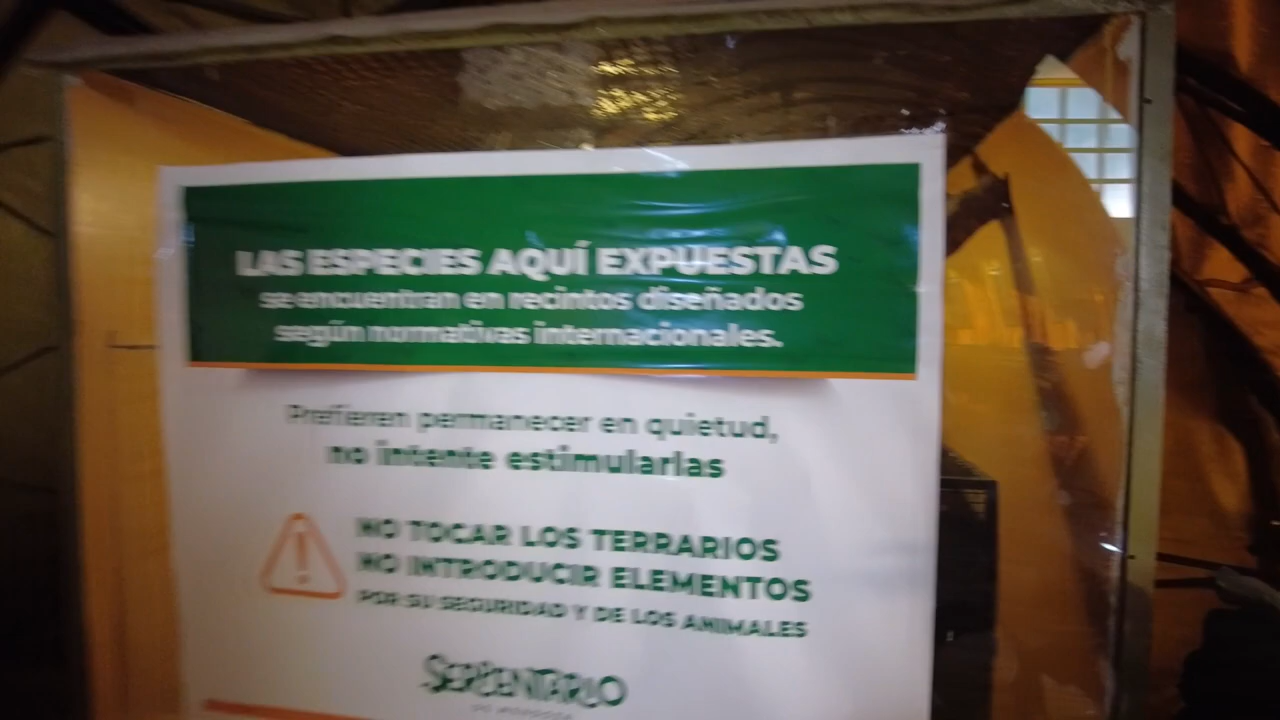 LAS ESPECIES AQUÍ EXPUESTAS
se encuentran en recintos diseñados
según normativas internacionales.
Prefieren permanecer en quietud,
no intente estimularlas
NO TOCAR LOS TERRARIOS
NO INTRODUCIR ELEMENTOS
POR SU SEGURIDAD Y DE LOS ANIMALES
SERPENTARIO